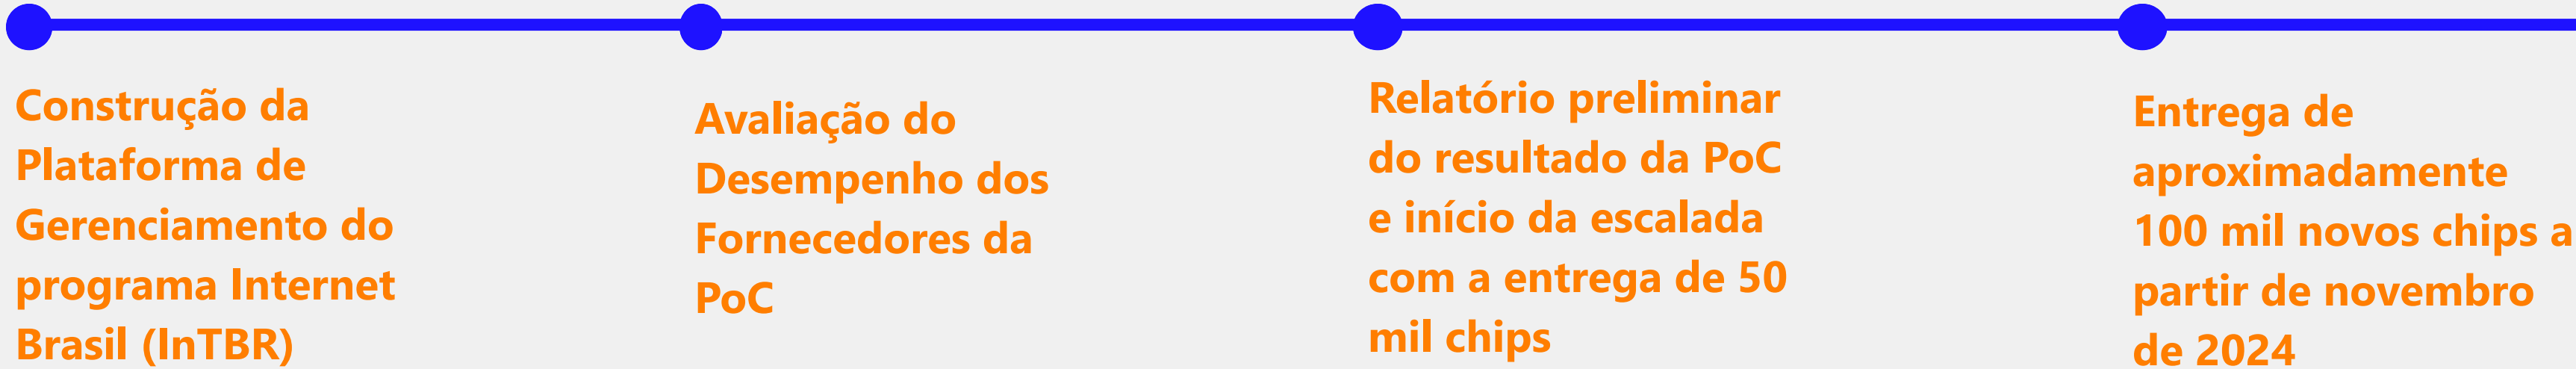 Construção da
Plataforma de
Gerenciamento do
programa Internet
Brasil (InTBR)
Avaliação do
Desempenho dos
Fornecedores da
PoC
Relatório preliminar
do resultado da PoC
e início da escalada
com a entrega de 50
mil chips
Entrega de
aproximadamente
100 mil novos chips a
partir de novembro
de 2024